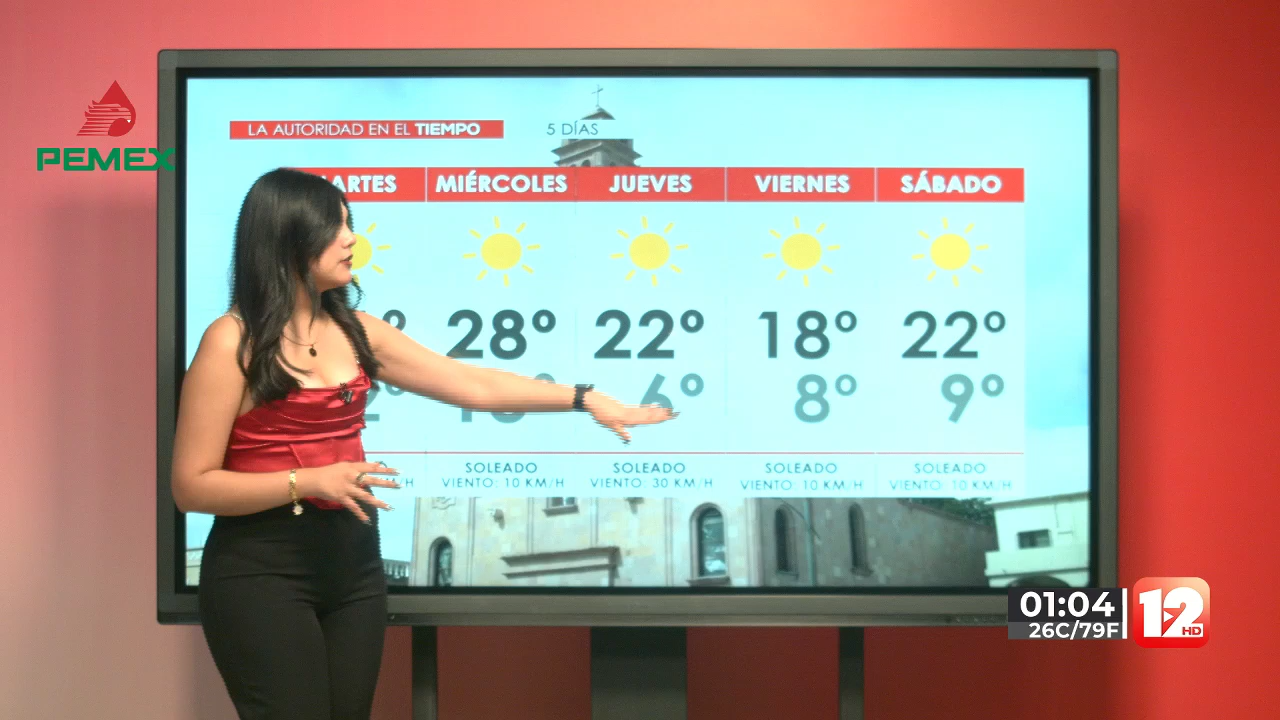 PEMEX
LA AUTORIDAD EN EL TIEMPO
5 DÍAS
MARTES MIÉRCOLES JUEVES VIERNES SÁBADO
28° 22° 18° 22°
6° 8° 9°
SOLEADO SOLEADO SOLEADO SOLEADO
VIENTO: 10 KM/H VIENTO: 30 KM/H VIENTO: 10 KM/H VIENTO: 10 KM/H
01:04
26C/79F
12
HD